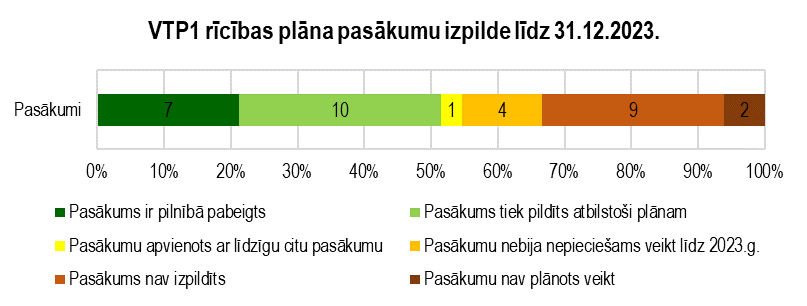 VTP1 rīcības plāna pasākumu izpilde līdz 31.12.2023.
Pasākumi 7 10 1 4 9 2
0% 10% 20% 30% 40% 50% 60% 70% 80% 90% 100%
Pasākums ir pilnībā pabeigts Pasākums tiek pildīts atbilstoši plānam
Pasākumu apvienots ar līdzīgu citu pasākumu Pasākumu nebija nepieciešams veikt līdz 2023.g.
Pasākums nav izpildīts Pasākumu nav plānots veikt